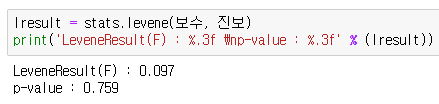 lresult = stats.levene(보수, 진보)
print('LeveneResult(F) : %.3f ₩np-value : %.3f' % (lresult))
LeveneResult(F) : 0.097
p-value : 0.759